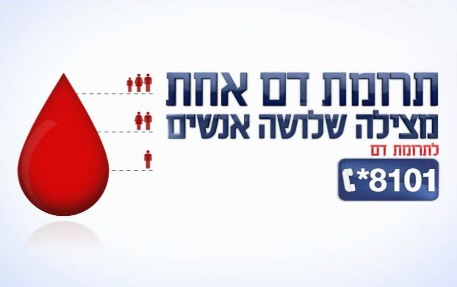 תרומת דם אחת
מצילה שלושה אנשים
לתרומת דם
*8101